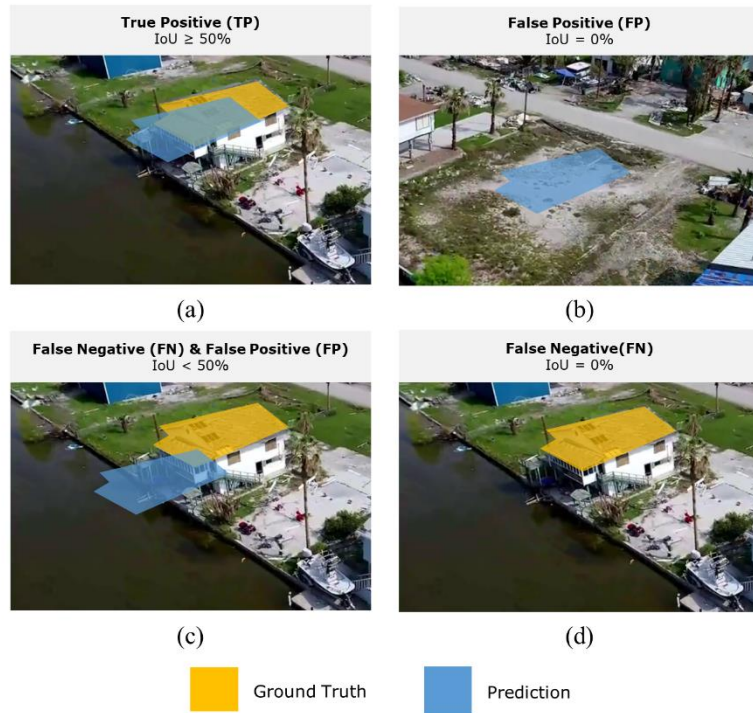 True Positive (TP)
IoU ≥ 50%
False Positive (FP)
IoU = 0%
(a)
(b)
False Negative (FN) & False Positive (FP)
IoU < 50%
False Negative(FN)
IoU = 0%
(c)
(d)
Ground Truth
Prediction